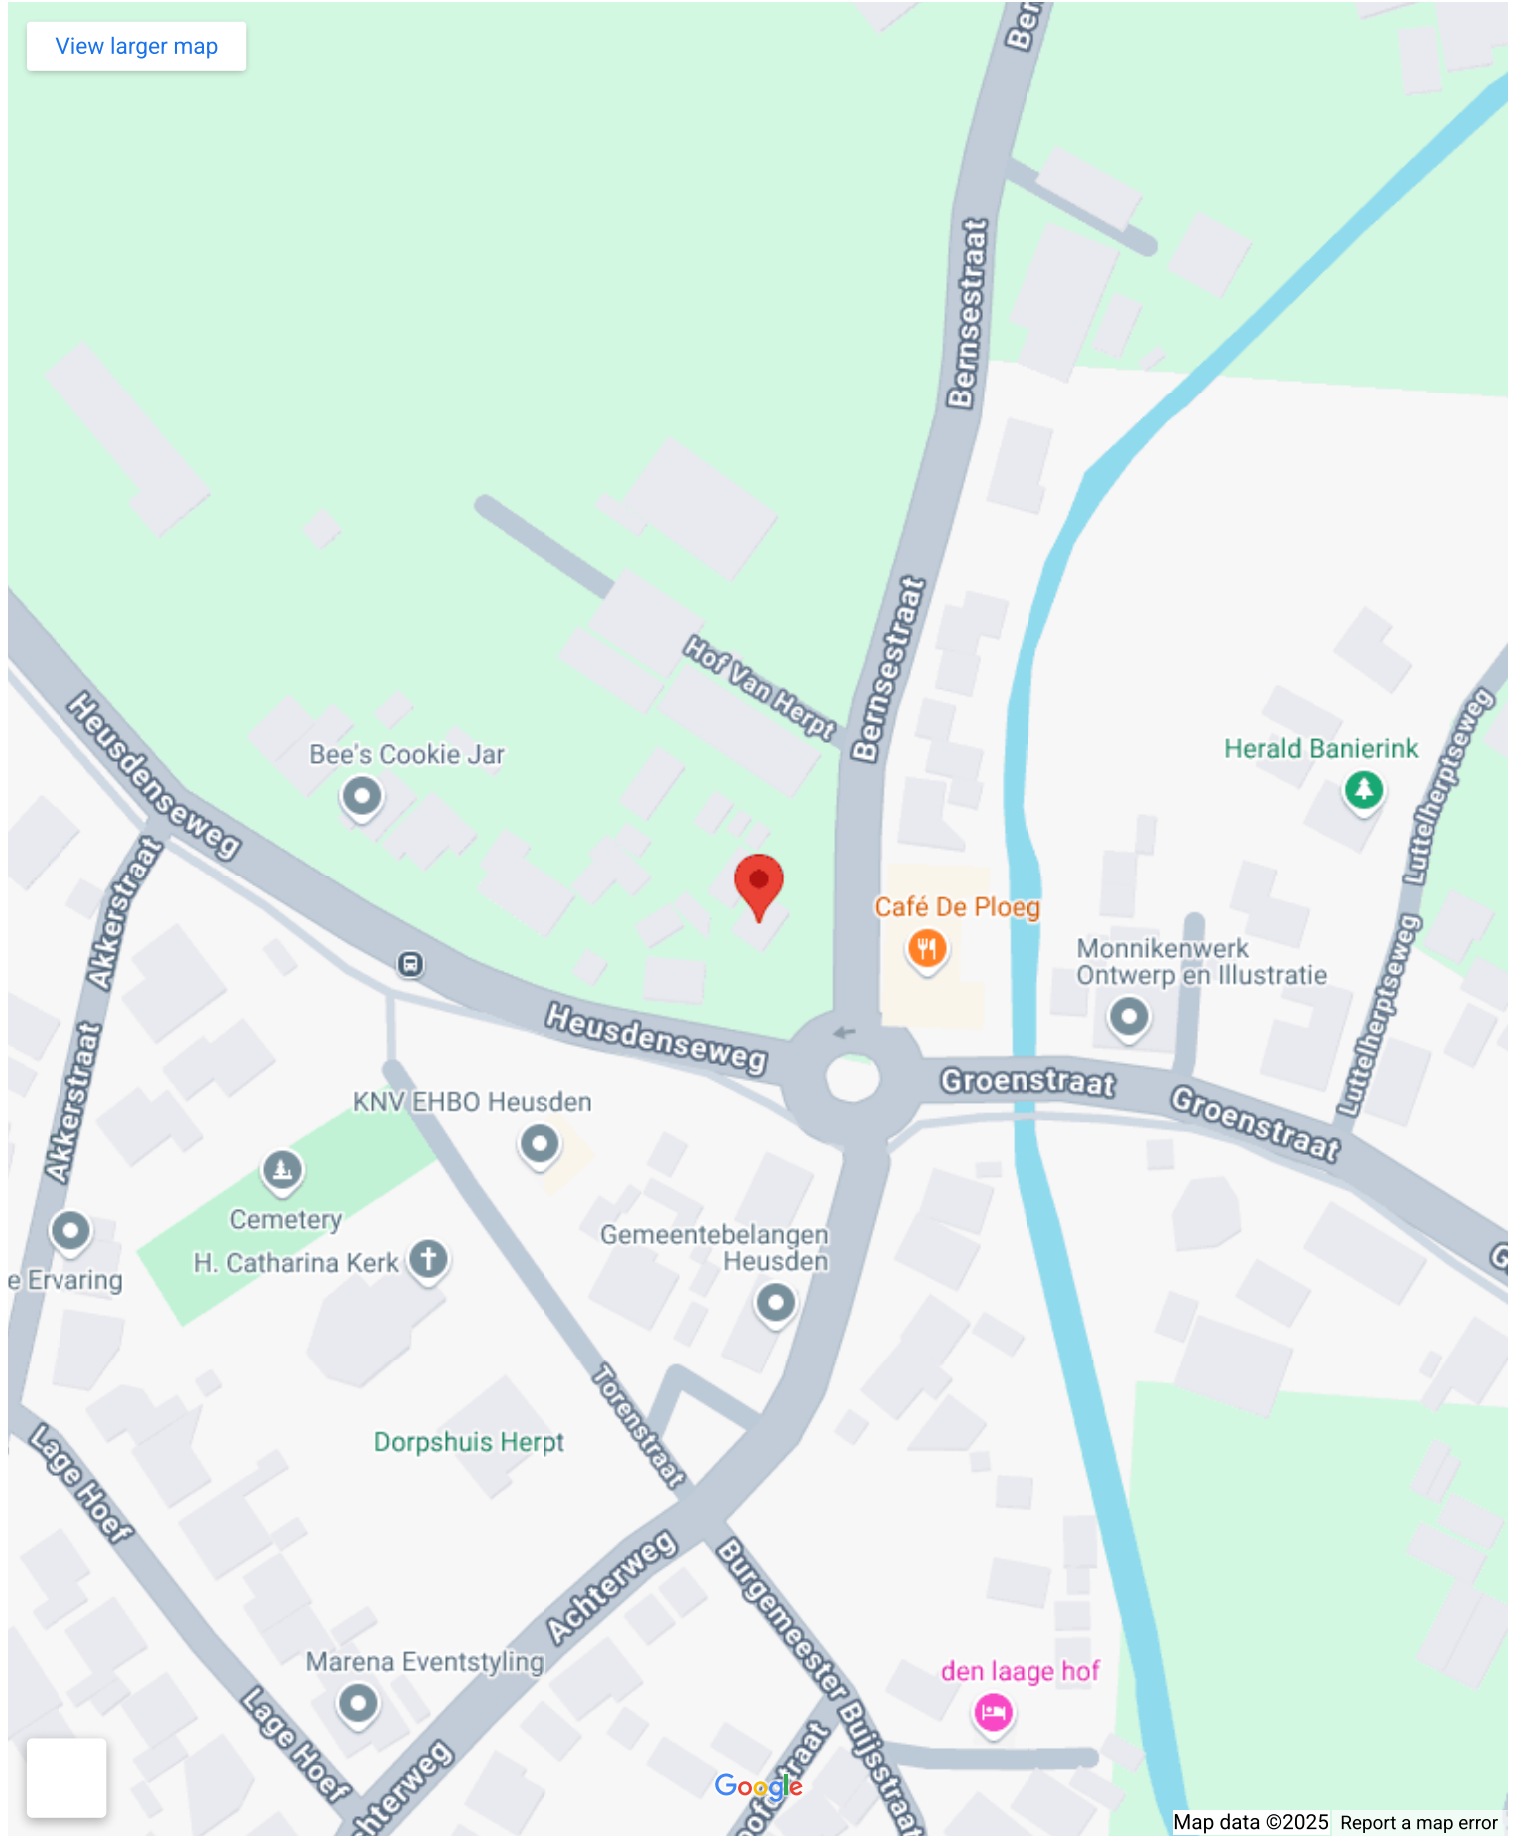 View larger map
Ber
Bernsestraat
Bernsestraat
Hof Van Herpt
Heusdenseweg
Bee's Cookie Jar
Herald Banierink
Luttelherptseweg
Akkerstraat
Café De Ploeg
Monnikenwerk
Ontwerp en Illustratie
Luttelherptseweg
Heusdenseweg
Akkerstraat
Groenstraat
Groenstraat
KNV EHBO Heusden
Cemetery
H. Catharina Kerk
Gemeentebelangen
Heusden
e Ervaring
G
Torenstraat
Dorpshuis Herpt
Lage Hoef
Achterweg
Burgemeester Buijsstraat
Marena Eventstyling
den laage hof
Lage Hoef
chterweg
oofdstraat
Google
Map data ©2025
Report a map error